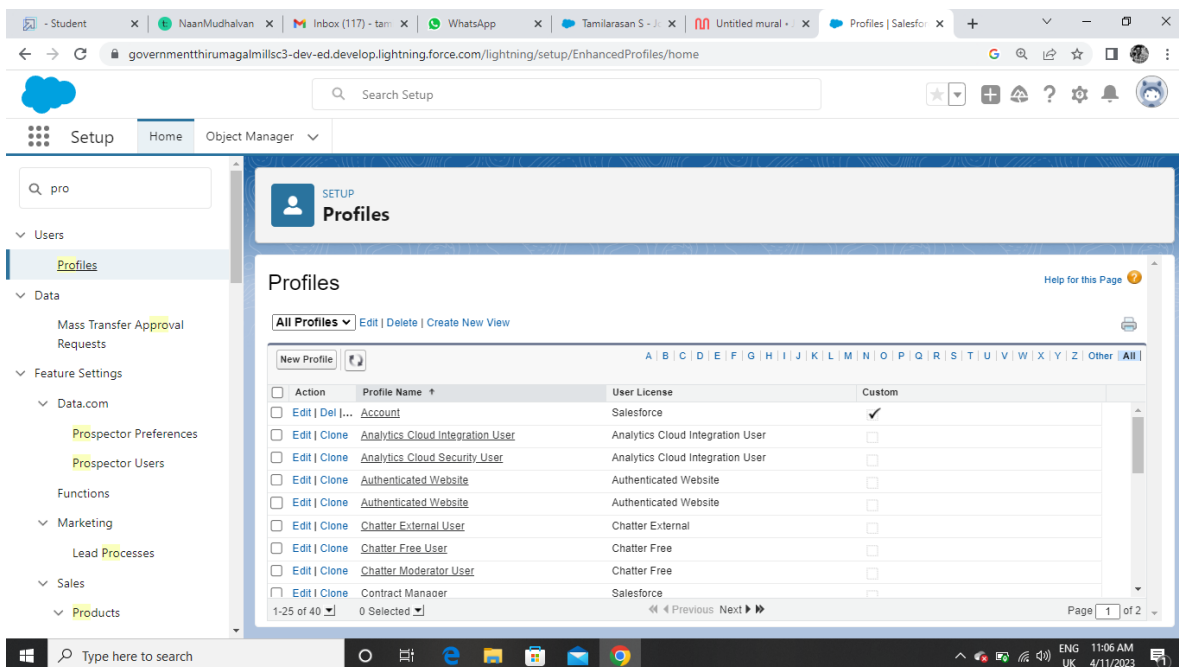 - Student
NaanMudhalvan
Inbox (117) - tam
WhatsApp
Tamilarasan S - Jo
Untitled mural •
Profiles | Salesfor
governmentthirumagalmillsc3-dev-ed.develop.lightning.force.com/lightning/setup/EnhancedProfiles/home
Search Setup
Setup
Home
Object Manager
pro
Users
Profiles
Data
Mass Transfer Approval
Requests
Feature Settings
Data.com
Prospector Preferences
Prospector Users
Functions
Marketing
Lead Processes
Sales
Products
SETUP
Profiles
Profiles
Help for this Page
All Profiles Edit | Delete | Create New View
New Profile
A | B | C | D | E | F | G | H | I | J | K | L | M | N | O | P | Q | R | S | T | U | V | W | X | Y | Z | Other All
Action Profile Name User License Custom
Edit | Del |... Account Salesforce
Edit | Clone Analytics Cloud Integration User Analytics Cloud Integration User
Edit | Clone Analytics Cloud Security User Analytics Cloud Integration User
Edit | Clone Authenticated Website Authenticated Website
Edit | Clone Authenticated Website Authenticated Website
Edit | Clone Chatter External User Chatter External
Edit | Clone Chatter Free User Chatter Free
Edit | Clone Chatter Moderator User Chatter Free
Edit | Clone Contract Manager Salesforce
1-25 of 40 0 Selected Previous Next Page 1 of 2
Type here to search
ENG 11:06 AM
UK 4/11/2023